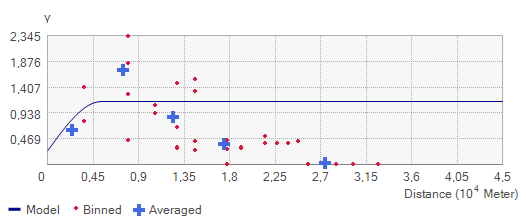 γ
2,345
1,876
1,407
0,938
0,469
0 0,45 0,9 1,35 1,8 2,25 2,7 3,15 3,6 4,05 4,5
Distance (10⁴ Meter)
Model Binned Averaged